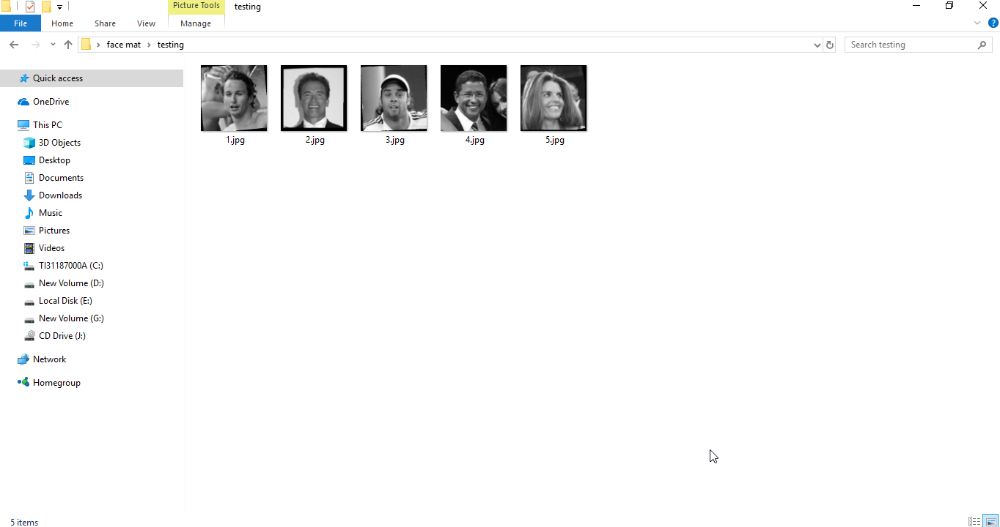 Picture Tools
testing
File
Home
Share
View
Manage
face mat
testing
Search testing
Quick access
OneDrive
This PC
3D Objects
Desktop
Documents
Downloads
Music
Pictures
Videos
TI31187000A (C:)
New Volume (D:)
Local Disk (E:)
New Volume (G:)
CD Drive (J:)
Network
Homegroup
1.jpg
2.jpg
3.jpg
4.jpg
5.jpg
5 items